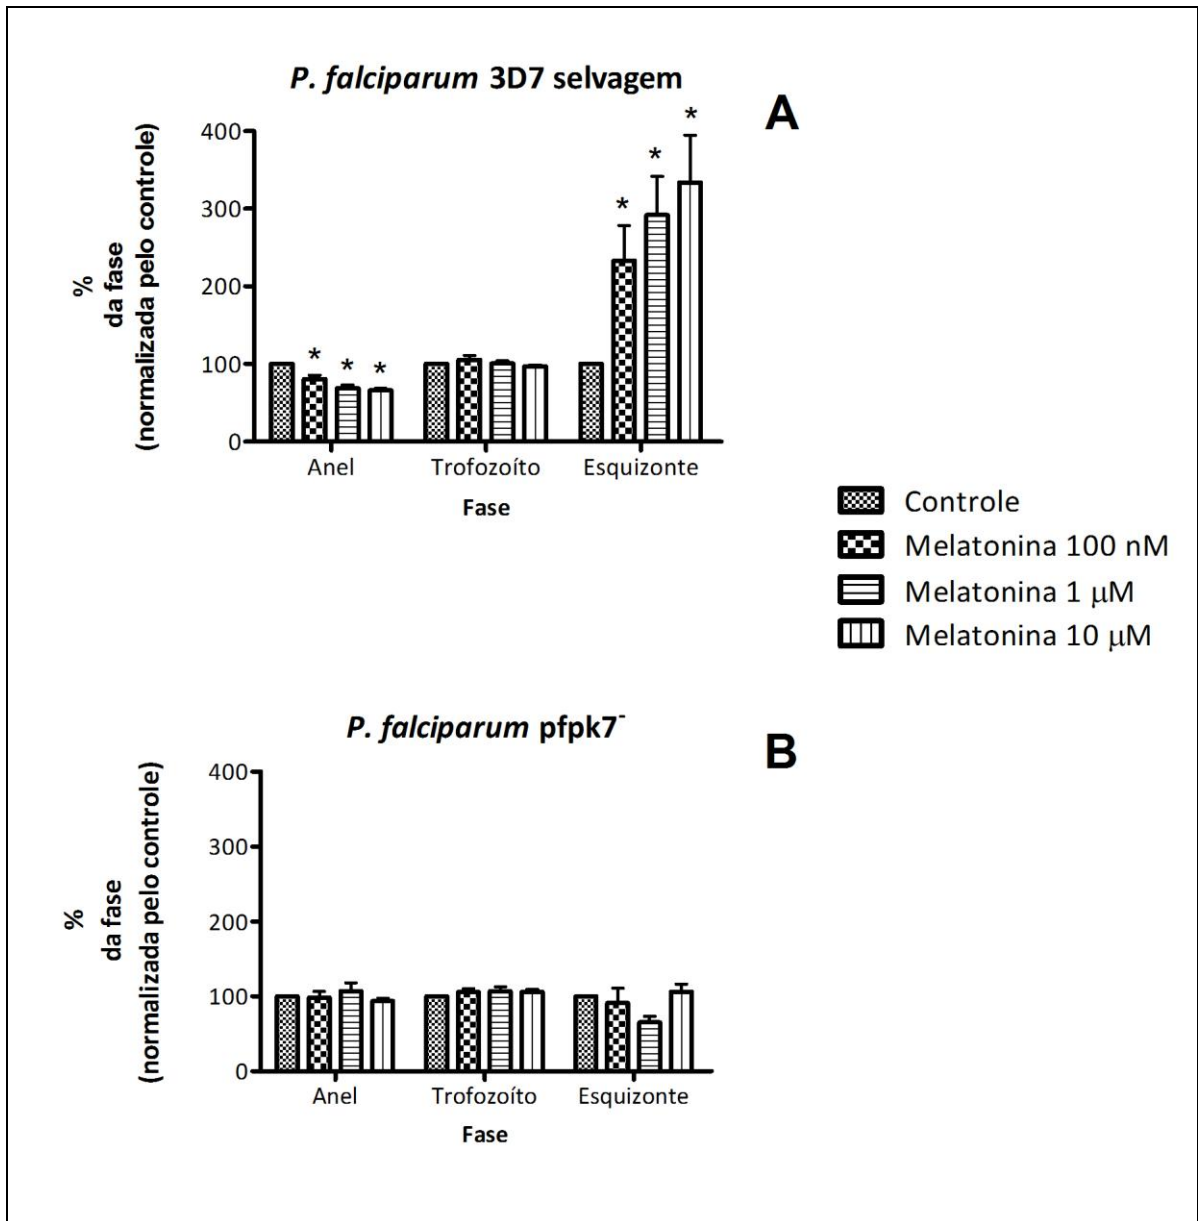 P. falciparum 3D7 selvagem
A
%
da fase
(normalizada pelo controle)
400
300
200
100
0
* * *
* * *
Anel Trofozoíto Esquizonte
Fase
Controle
Melatonina 100 nM
Melatonina 1 μM
Melatonina 10 μM
P. falciparum pfpk7⁻
B
%
da fase
(normalizada pelo controle)
400
300
200
100
0
Anel Trofozoíto Esquizonte
Fase